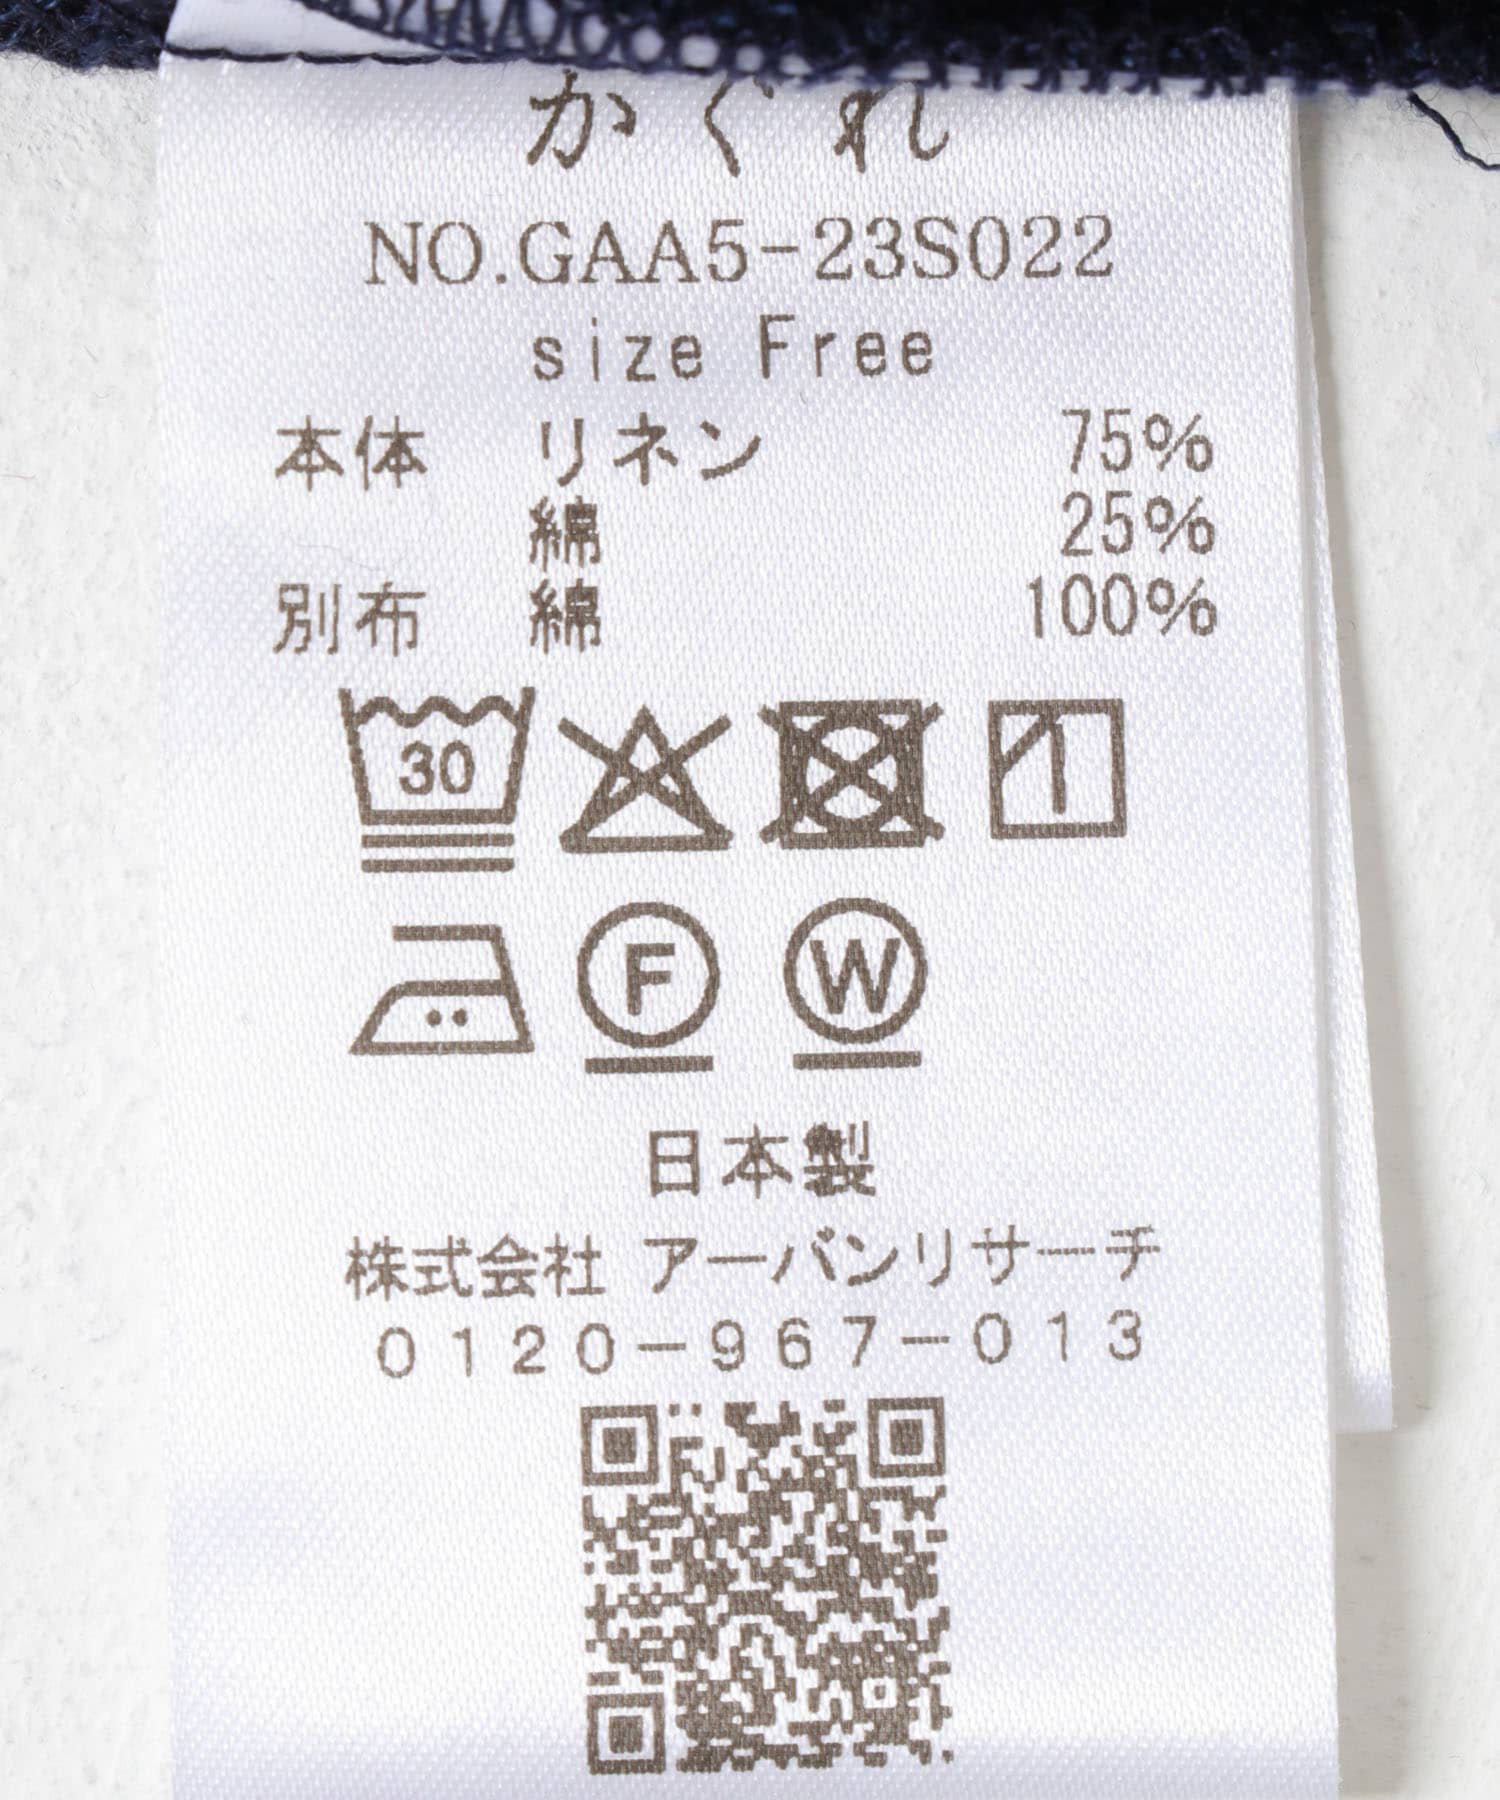 かぐれ
NO.GAA5-23S022
size Free
本体 リネン 75%
綿 25%
別布 綿 100%
30
F W
日本製
株式会社 アーバンリサーチ
0120-967-013